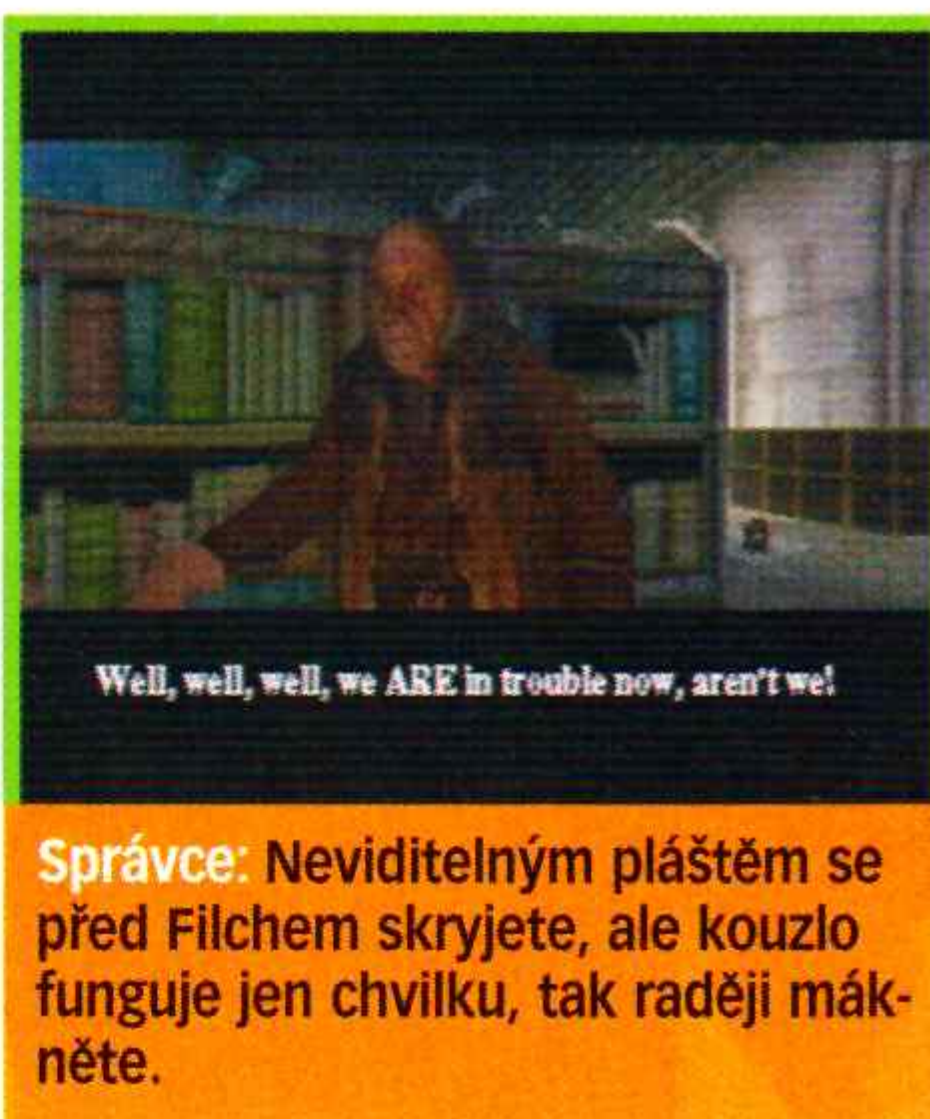 Well, well, well, we ARE in trouble now, aren't we!
Správce: Neviditelným pláštěm se
před Filchem skryjete, ale kouzlo
funguje jen chvilku, tak raději mák-
něte.